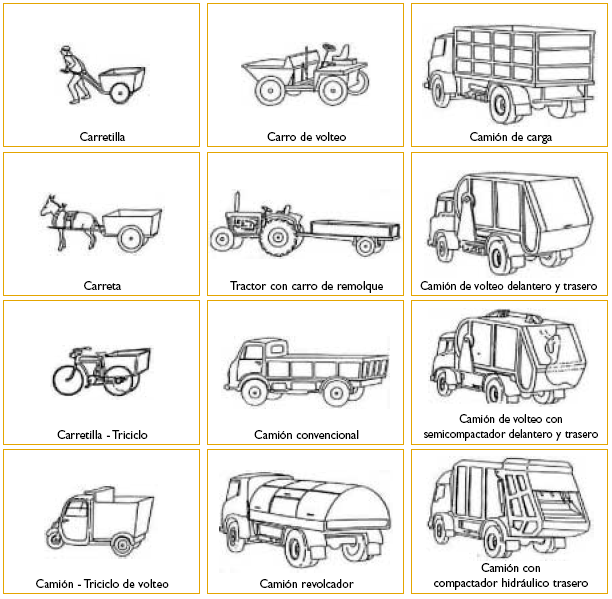 Carretilla
Carro de volteo
Camión de carga
Carreta
Tractor con carro de remolque
Camión de volteo delantero y trasero
Carretilla - Triciclo
Camión convencional
Camión de volteo con
semicompactador delantero y trasero
Camión - Triciclo de volteo
Camión revolcador
Camión con
compactador hidráulico trasero